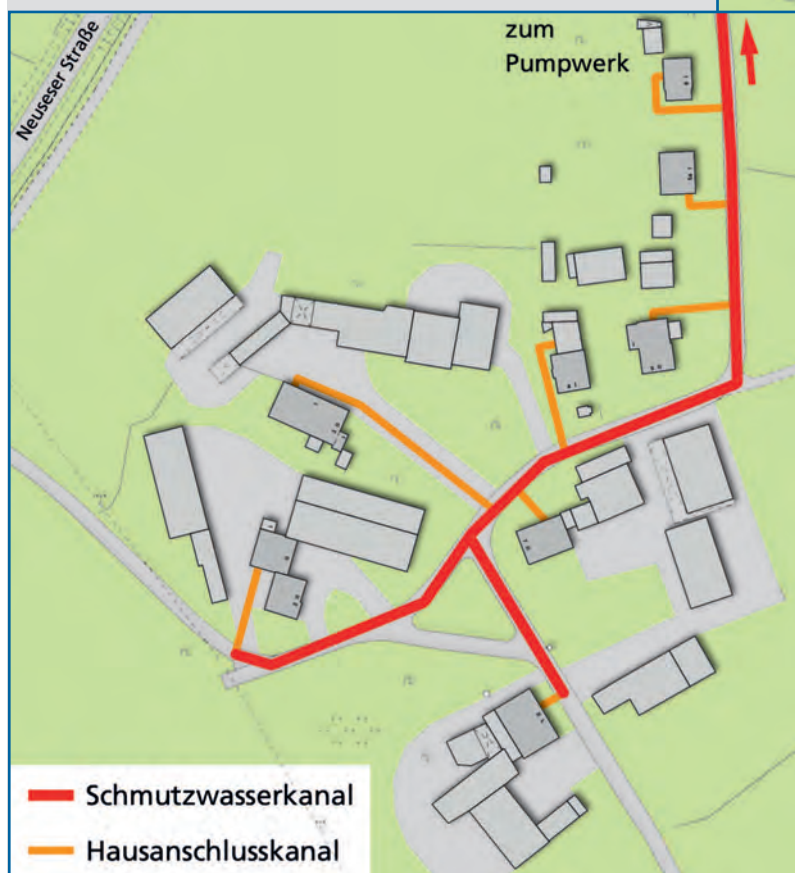 zum
Pumpwerk
Neuseser Straße
Schmutzwasserkanal
Hausanschlusskanal